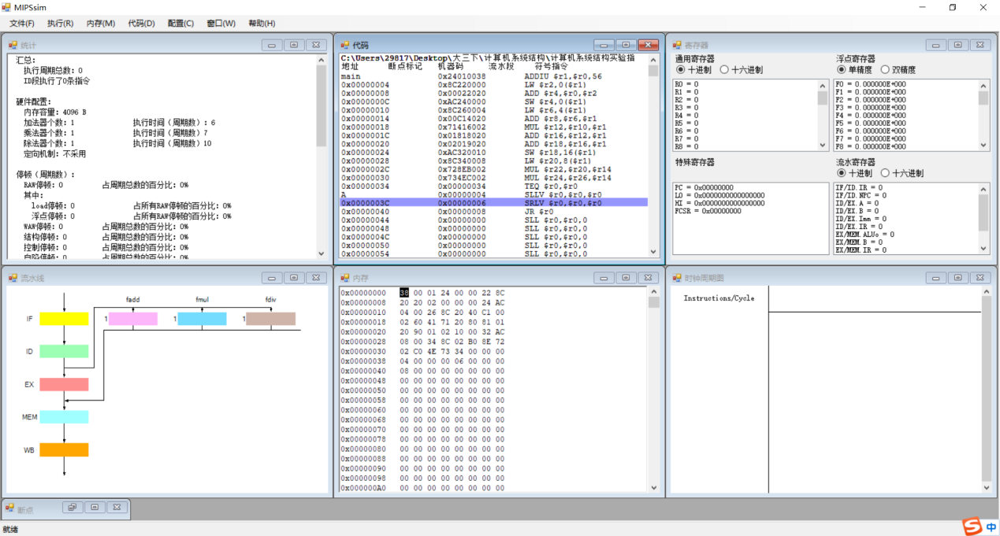 MIPSsim
文件(F) 执行(R) 内存(M) 代码(D) 配置(C) 窗口(W) 帮助(H)
统计
汇总:
执行周期总数: 0
ID段执行了0条指令
硬件配置:
内存容量: 4096 B
加法器个数: 1 执行时间（周期数）: 6
乘法器个数: 1 执行时间（周期数）7
除法器个数: 1 执行时间（周期数）10
定向机制: 不采用
停顿（周期数）:
RAW停顿: 0 占周期总数的百分比: 0%
其中:
load停顿: 0 占所有RAW停顿的百分比: 0%
浮点停顿: 0 占所有RAW停顿的百分比: 0%
WAW停顿: 0 占周期总数的百分比: 0%
结构停顿: 0 占周期总数的百分比: 0%
控制停顿: 0 占周期总数的百分比: 0%
自陷停顿: 0 占周期总数的百分比: 0%
代码
C:\Users\29817\Desktop\大三下\计算机系统结构\计算机系统结构实验指
地址 断点标记 机器码 流水段 符号指令
main 0x24010038 ADDIU $r1,$r0,56
0x00000004 0x8C220000 LW $r2,0($r1)
0x00000008 0x00022020 ADD $r4,$r0,$r2
0x0000000C 0xAC240000 SW $r4,0($r1)
0x00000010 0x8C260004 LW $r6,4($r1)
0x00000014 0x00C14020 ADD $r8,$r6,$r1
0x00000018 0x71416002 MUL $r12,$r10,$r1
0x0000001C 0x01818020 ADD $r16,$r12,$r1
0x00000020 0x02019020 ADD $r18,$r16,$r1
0x00000024 0xAC320010 SW $r18,16($r1)
0x00000028 0x8C340008 LW $r20,8($r1)
0x0000002C 0x728EB002 MUL $r22,$r20,$r14
0x00000030 0x734EC002 MUL $r24,$r26,$r14
0x00000034 0x00000034 TEQ $r0,$r0
A 0x00000004 SLLV $r0,$r0,$r0
0x0000003C 0x00000006 SRLV $r0,$r0,$r0
0x00000040 0x00000008 JR $r0
0x00000044 0x00000000 SLL $r0,$r0,0
0x00000048 0x00000000 SLL $r0,$r0,0
0x0000004C 0x00000000 SLL $r0,$r0,0
0x00000050 0x00000000 SLL $r0,$r0,0
0x00000054 0x00000000 SLL $r0,$r0,0
寄存器
通用寄存器
十进制 十六进制
R0 = 0
R1 = 0
R2 = 0
R3 = 0
R4 = 0
R5 = 0
R6 = 0
R7 = 0
R8 = 0
浮点寄存器
单精度 双精度
F0 = 0.000000E+000
F1 = 0.000000E+000
F2 = 0.000000E+000
F3 = 0.000000E+000
F4 = 0.000000E+000
F5 = 0.000000E+000
F6 = 0.000000E+000
F7 = 0.000000E+000
F8 = 0.000000E+000
特殊寄存器
PC = 0x00000000
LO = 0x0000000000000000
HI = 0x0000000000000000
FCSR = 0x00000000
流水寄存器
十进制 十六进制
IF/ID.IR = 0
IF/ID.NPC = 0
ID/EX.A = 0
ID/EX.B = 0
ID/EX.Imm = 0
ID/EX.IR = 0
EX/MEM.ALUo = 0
EX/MEM.B = 0
EX/MEM.IR = 0
流水线
fadd fmul fdiv
IF 1 1 1
ID
EX
MEM
WB
内存
0x00000000 38 00 01 24 00 00 22 8C
0x00000008 20 20 02 00 00 00 24 AC
0x00000010 04 00 26 8C 20 40 C1 00
0x00000018 02 60 41 71 20 80 81 01
0x00000020 20 90 01 02 10 00 32 AC
0x00000028 08 00 34 8C 02 B0 8E 72
0x00000030 02 C0 4E 73 34 00 00 00
0x00000038 04 00 00 00 06 00 00 00
0x00000040 08 00 00 00 00 00 00 00
0x00000048 00 00 00 00 00 00 00 00
0x00000050 00 00 00 00 00 00 00 00
0x00000058 00 00 00 00 00 00 00 00
0x00000060 00 00 00 00 00 00 00 00
0x00000068 00 00 00 00 00 00 00 00
0x00000070 00 00 00 00 00 00 00 00
0x00000078 00 00 00 00 00 00 00 00
0x00000080 00 00 00 00 00 00 00 00
0x00000088 00 00 00 00 00 00 00 00
0x00000090 00 00 00 00 00 00 00 00
0x00000098 00 00 00 00 00 00 00 00
0x000000A0 00 00 00 00 00 00 00 00
时钟周期图
Instructions/Cycle
断点
就绪
S 中